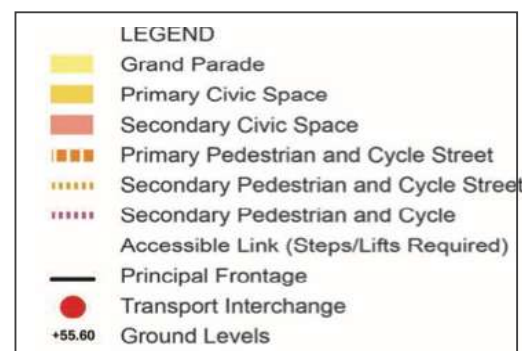 LEGEND
Grand Parade
Primary Civic Space
Secondary Civic Space
Primary Pedestrian and Cycle Street
Secondary Pedestrian and Cycle Street
Secondary Pedestrian and Cycle
Accessible Link (Steps/Lifts Required)
Principal Frontage
Transport Interchange
+55.60 Ground Levels